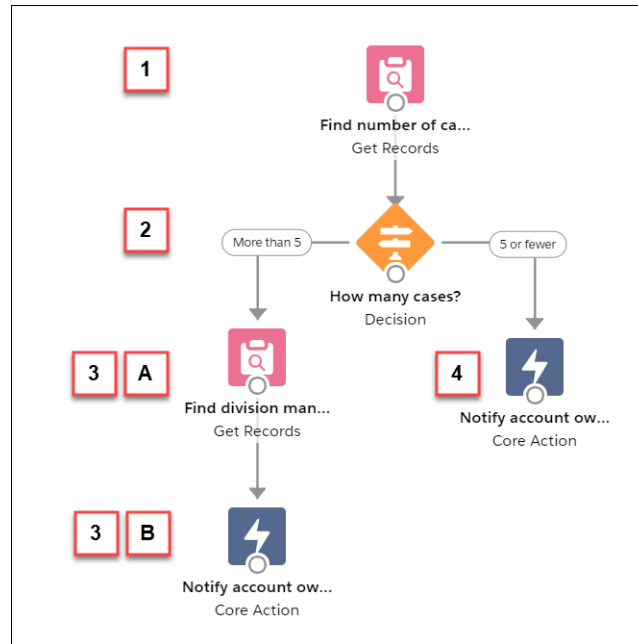 1
Find number of ca...
Get Records
2
More than 5
5 or fewer
How many cases?
Decision
3 A
Find division man...
Get Records
4
Notify account ow...
Core Action
3 B
Notify account ow...
Core Action